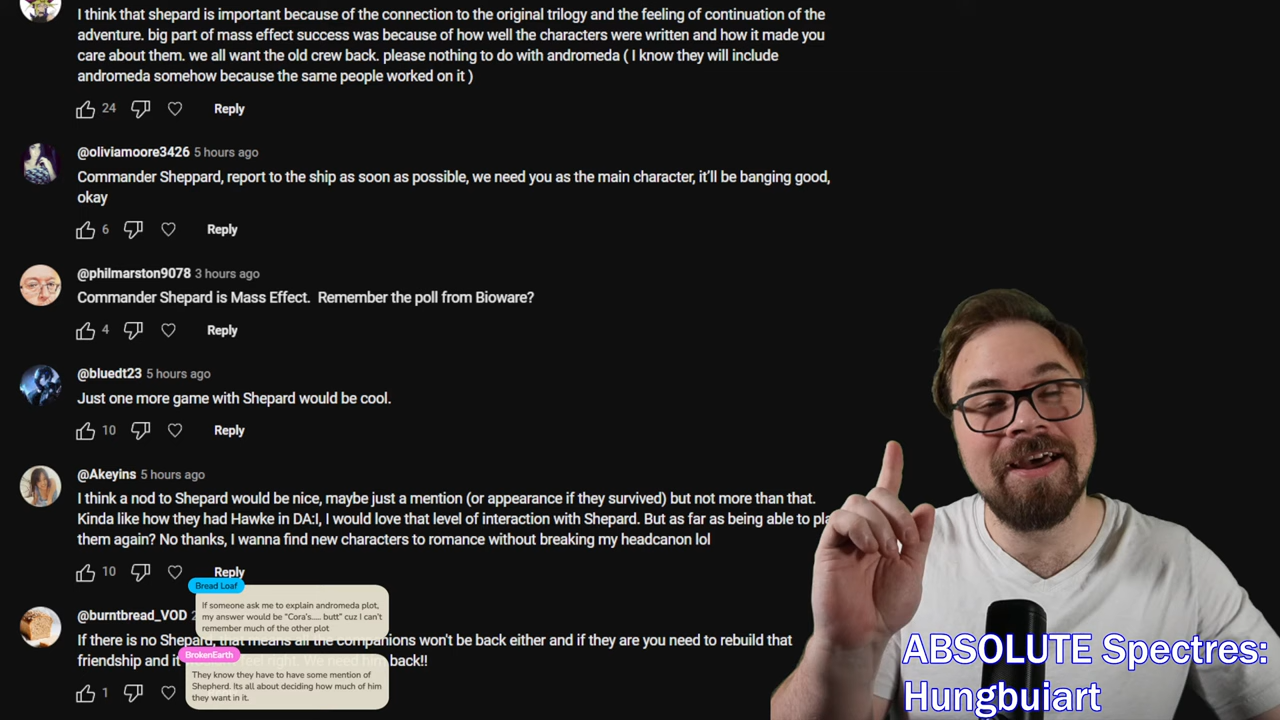 I think that shepard is important because of the connection to the original trilogy and the feeling of continuation of the
adventure. big part of mass effect success was because of how well the characters were written and how it made you
care about them. we all want the old crew back. please nothing to do with andromeda ( I know they will include
andromeda somehow because the same people worked on it )
24 Reply
@oliviamoore3426 5 hours ago
Commander Sheppard, report to the ship as soon as possible, we need you as the main character, it'll be banging good,
okay
6 Reply
@philmarston9078 3 hours ago
Commander Shepard is Mass Effect. Remember the poll from Bioware?
4 Reply
@bluedt23 5 hours ago
Just one more game with Shepard would be cool.
10 Reply
@Akeyins 5 hours ago
I think a nod to Shepard would be nice, maybe just a mention (or appearance if they survived) but not more than that.
Kinda like how they had Hawke in DA:I, I would love that level of interaction with Shepard. But as far as being able to pla
them again? No thanks, I wanna find new characters to romance without breaking my headcanon lol
10 Reply
Bread Loaf
If someone ask me to explain andromeda plot,
my answer would be "Cora's..... butt" cuz I can't
remember much of the other plot
@burntbread_VOD
If there is no Shepard, that means all the companions won't be back either and if they are you need to rebuild that
friendship and it feel right. We need him back!!
BrokenEarth
They know they have to have some mention of
Shepherd. Its all about deciding how much of him
they want in it.
1
ABSOLUTE Spectres:
Hungbuiart